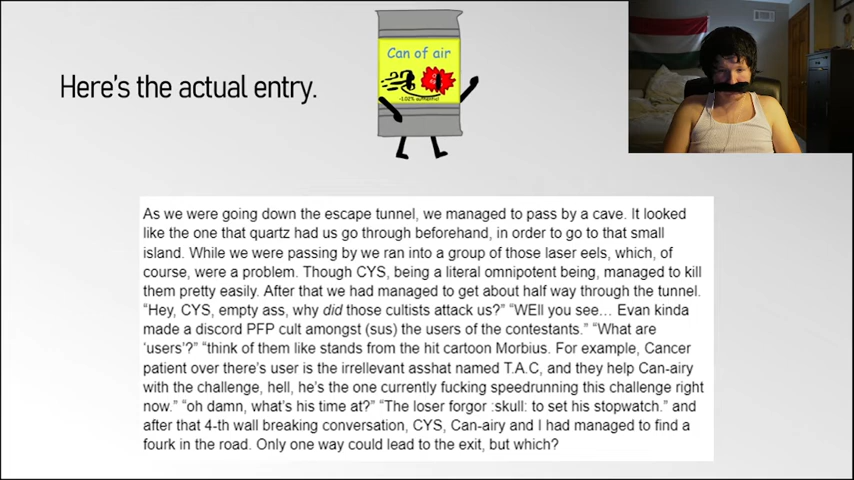 Here's the actual entry.
Can of air
-1.02% authentic!
As we were going down the escape tunnel, we managed to pass by a cave. It looked
like the one that quartz had us go through beforehand, in order to go to that small
island. While we were passing by we ran into a group of those laser eels, which, of
course, were a problem. Though CYS, being a literal omnipotent being, managed to kill
them pretty easily. After that we had managed to get about half way through the tunnel.
“Hey, CYS, empty ass, why did those cultists attack us?” “WEll you see... Evan kinda
made a discord PFP cult amongst (sus) the users of the contestants.” “What are
‘users’?” “think of them like stands from the hit cartoon Morbius. For example, Cancer
patient over there’s user is the irrellevant asshat named T.A.C, and they help Can-airy
with the challenge, hell, he’s the one currently fucking speedrunning this challenge right
now.” “oh damn, what’s his time at?” “The loser forgor :skull: to set his stopwatch.” and
after that 4-th wall breaking conversation, CYS, Can-airy and I had managed to find a
fourk in the road. Only one way could lead to the exit, but which?